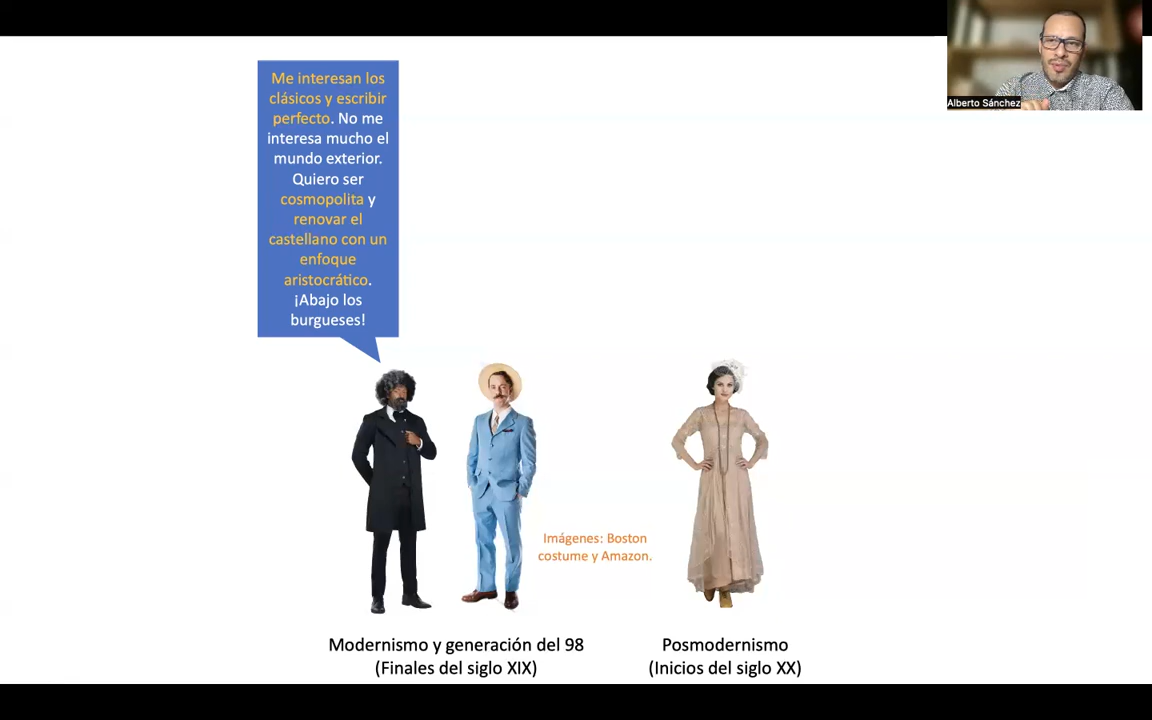 Me interesan los
clásicos y escribir
perfecto. No me
interesa mucho el
mundo exterior.
Quiero ser
cosmopolita y
renovar el
castellano con un
enfoque
aristocrático.
¡Abajo los
burgueses!
Alberto Sánchez
Imágenes: Boston
costume y Amazon.
Modernismo y generación del 98
(Finales del siglo XIX)
Posmodernismo
(Inicios del siglo XX)